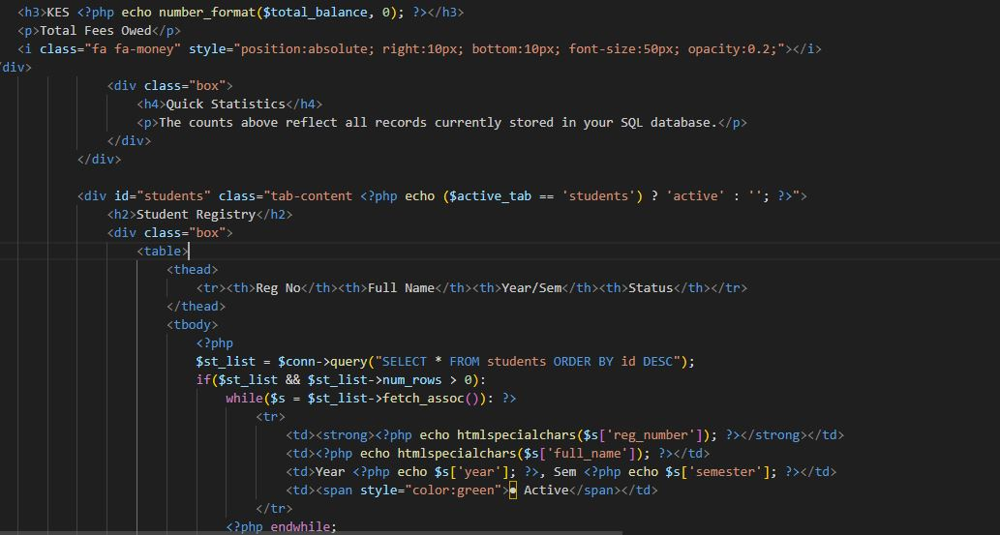 <h3>KES <?php echo number_format($total_balance, 0); ?></h3>
<p>Total Fees Owed</p>
<i class="fa fa-money" style="position:absolute; right:10px; bottom:10px; font-size:50px; opacity:0.2;"></i>
/div>
<div class="box">
<h4>Quick Statistics</h4>
<p>The counts above reflect all records currently stored in your SQL database.</p>
</div>
</div>
<div id="students" class="tab-content <?php echo ($active_tab == 'students') ? 'active' : ''; ?>">
<h2>Student Registry</h2>
<div class="box">
<table>
<thead>
<tr><th>Reg No</th><th>Full Name</th><th>Year/Sem</th><th>Status</th></tr>
</thead>
<tbody>
<?php
$st_list = $conn->query("SELECT * FROM students ORDER BY id DESC");
if($st_list && $st_list->num_rows > 0):
while($s = $st_list->fetch_assoc()): ?>
<tr>
<td><strong><?php echo htmlspecialchars($s['reg_number']); ?></strong></td>
<td><?php echo htmlspecialchars($s['full_name']); ?></td>
<td>Year <?php echo $s['year']; ?>, Sem <?php echo $s['semester']; ?></td>
<td><span style="color:green">● Active</span></td>
</tr>
<?php endwhile;